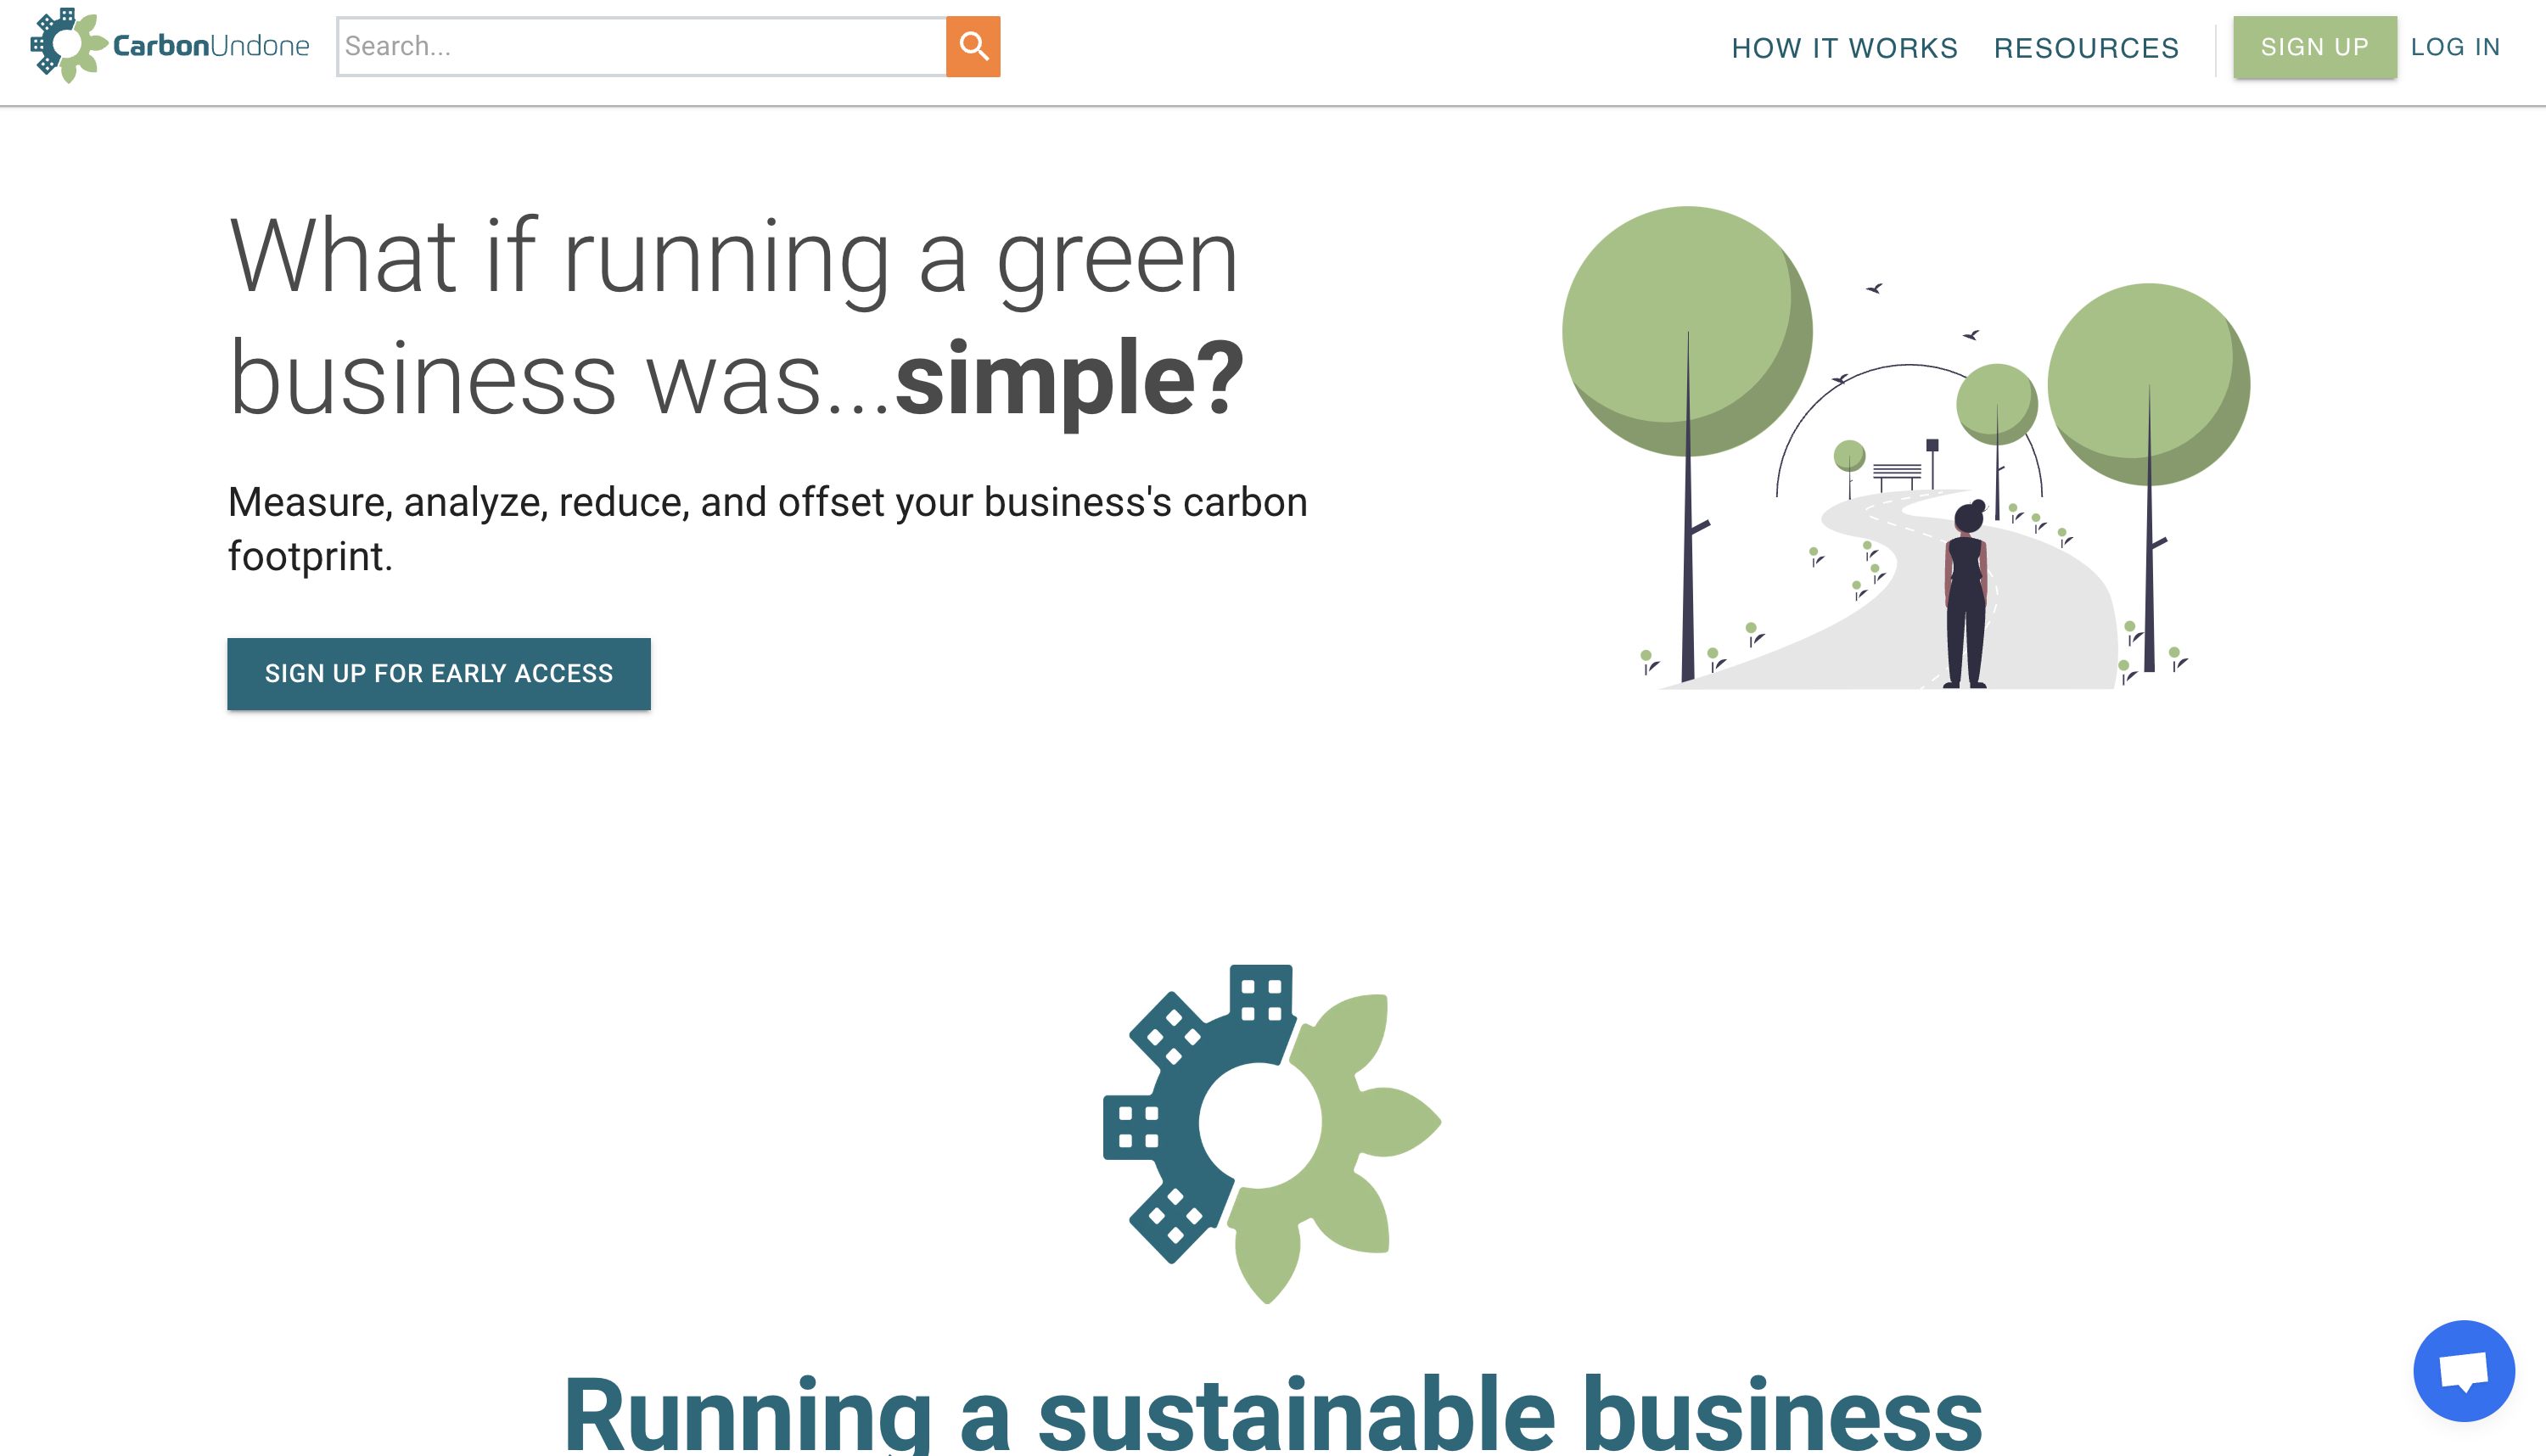 CarbonUndone
Search...
HOW IT WORKS
RESOURCES
SIGN UP
LOG IN
What if running a green
business was...simple?
Measure, analyze, reduce, and offset your business's carbon
footprint.
SIGN UP FOR EARLY ACCESS
Running a sustainable business